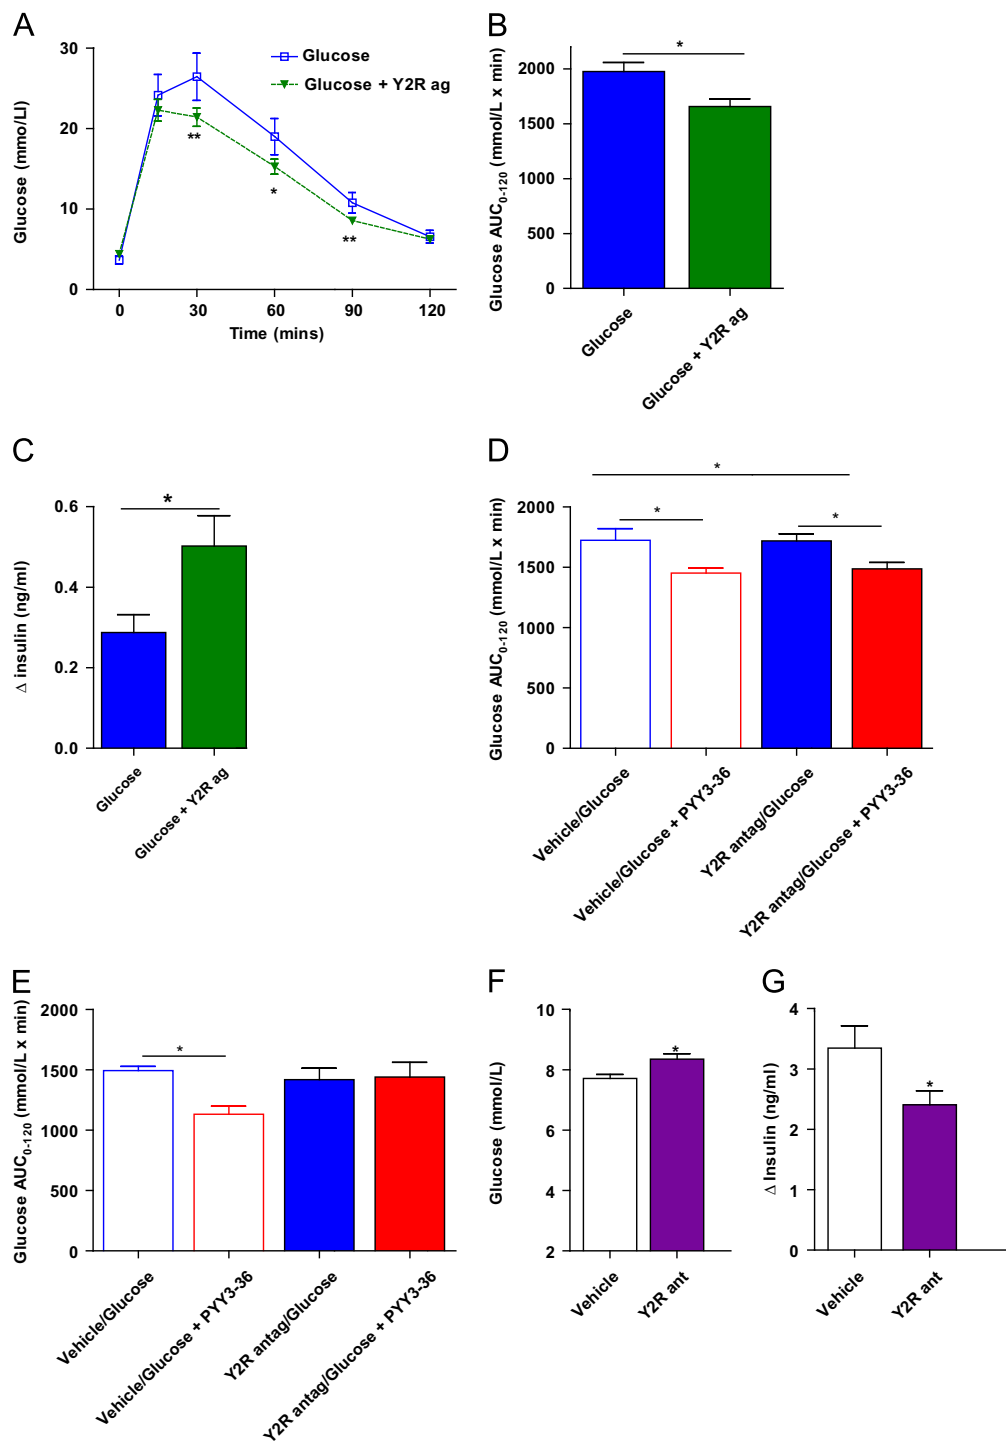 A
Glucose (mmo/Ll)
30
20
10
0
Glucose
Glucose + Y2R ag
**
*
**
0 30 60 90 120
Time (mins)
B
Glucose AUC0-120 (mmol/L x min)
2000
1500
1000
500
0
*
Glucose
Glucose + Y2R ag
C
Δ insulin (ng/ml)
0.6
0.4
0.2
0.0
*
Glucose
Glucose + Y2R ag
D
Glucose AUC0-120 (mmol/L x min)
2000
1500
1000
500
0
*
*
*
Vehicle/Glucose
Vehicle/Glucose + PYY3-36
Y2R antag/Glucose
Y2R antag/Glucose + PYY3-36
E
Glucose AUC0-120 (mmol/L x min)
2000
1500
1000
500
0
*
Vehicle/Glucose
Vehicle/Glucose + PYY3-36
Y2R antag/Glucose
Y2R antag/Glucose + PYY3-36
F
Glucose (mmol/L)
10
8
6
4
2
*
Vehicle
Y2R ant
G
Δ Insulin (ng/ml)
4
3
2
1
0
*
Vehicle
Y2R ant